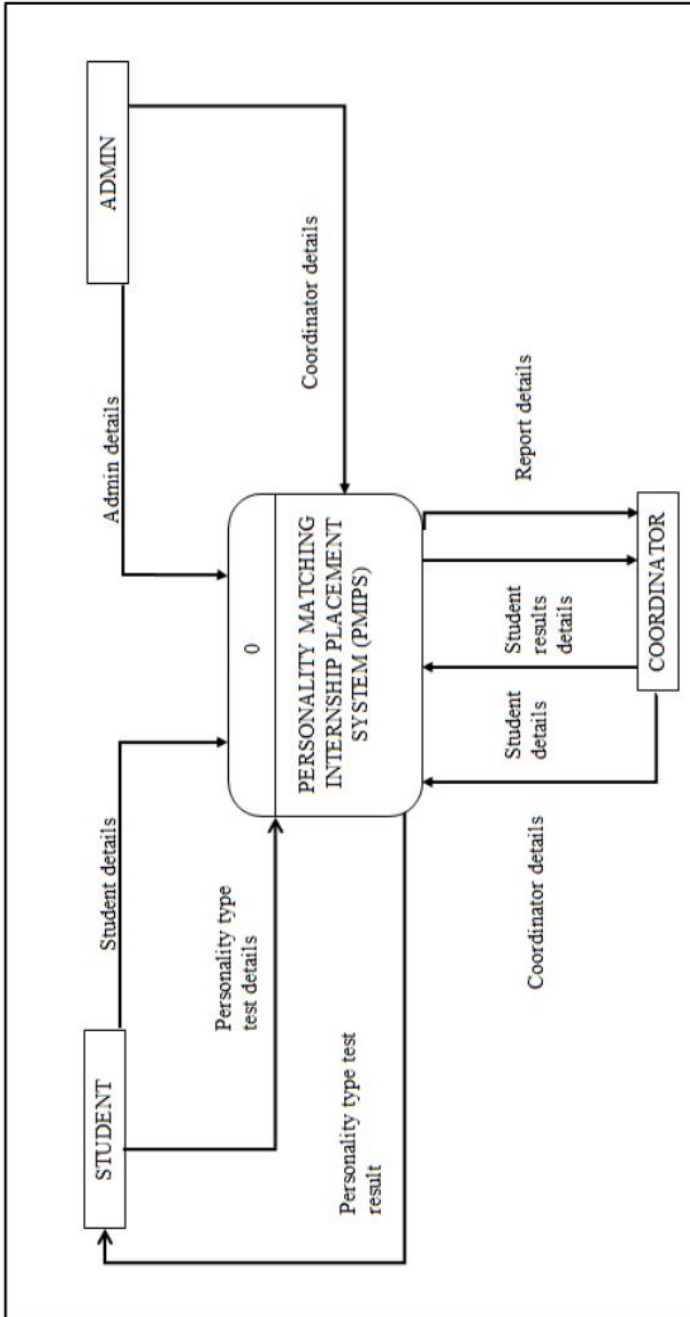 STUDENT
ADMIN
Student details
Admin details
Personality type
test details
Coordinator details
0
PERSONALITY MATCHING
INTERNSHIP PLACEMENT
SYSTEM (PMIPS)
Personality type test
result
Coordinator details
Student
details
Student
results
details
Report details
COORDINATOR